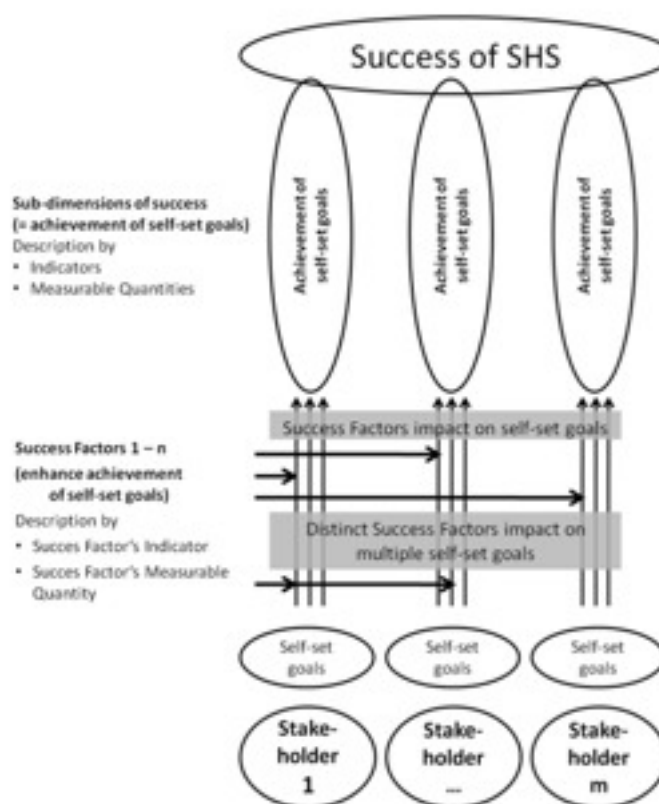 Success of SHS
Achievement of
self-set goals
Achievement of
self-set goals
Achievement of
self-set goals
Sub-dimensions of success
(= achievement of self-set goals)
Description by
• Indicators
• Measurable Quantities
Success Factors impact on self-set goals
Success Factors 1 – n
(enhance achievement
of self-set goals)
Description by
• Succes Factor's Indicator
• Succes Factor's Measurable
Quantity
Distinct Success Factors impact on
multiple self-set goals
Self-set
goals
Self-set
goals
Self-set
goals
Stake-
holder
1
Stake-
holder
...
Stake-
holder
m